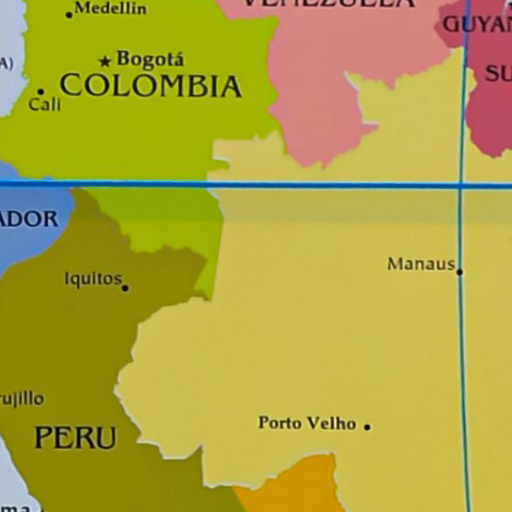 Medellin
VENEZUELA
GUYAN
Bogotá
A)
COLOMBIA
SU
Cali
ADOR
Manaus
Iquitos
rujillo
Porto Velho
PERU
ma